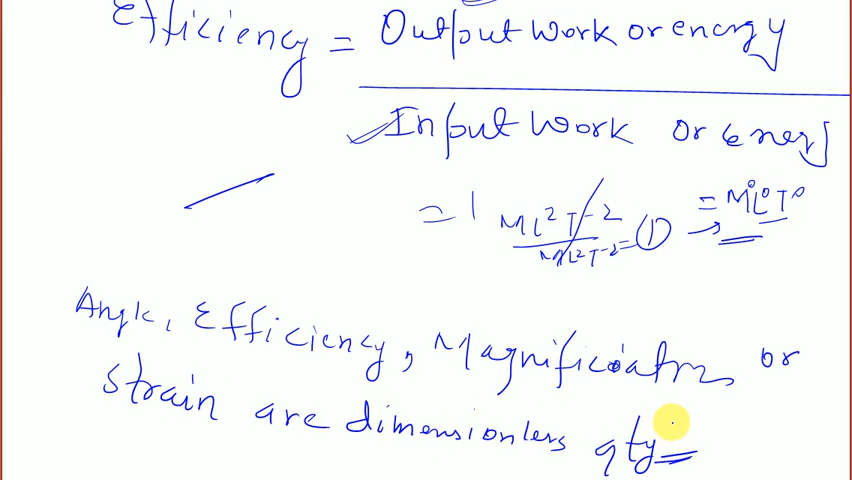 Efficiency = Output work or energy
Input work or energy
= 1 ML²T⁻² / ML²T⁻² = 1 → = M⁰L⁰T⁰
Angle, Efficiency, Magnification or
strain are dimensionless qty